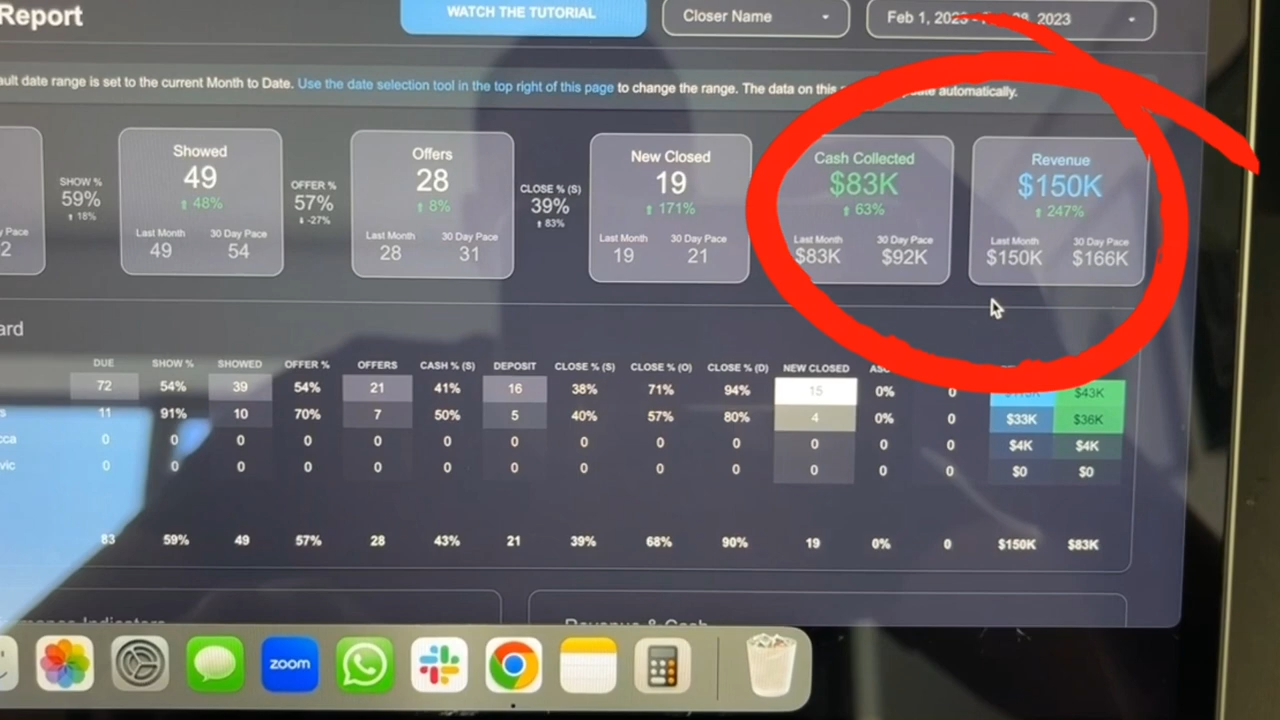 Report
WATCH THE TUTORIAL
Closer Name
Feb 1, 2023 - 2023
ault date range is set to the current Month to Date. Use the date selection tool in the top right of this page to change the range. The data on this automatically.
SHOW %
59%
18%
Showed
49
48%
Last Month
30 Day Pace
49
54
OFFER %
57%
-27%
Offers
28
8%
Last Month
30 Day Pace
28
31
CLOSE % (S)
39%
83%
New Closed
19
171%
Last Month
30 Day Pace
19
21
Cash Collected
$83K
63%
Last Month
30 Day Pace
$83K
$92K
Revenue
$150K
247%
Last Month
30 Day Pace
$150K
$166K
y Pace
2
ard
DUE SHOW % SHOWED OFFER % OFFERS CASH % (S) DEPOSIT CLOSE % (S) CLOSE % (O) CLOSE % (D) NEW CLOSED
72 54% 39 54% 21 41% 16 38% 71% 94% 15 0% 0 $43K
s 11 91% 10 70% 7 50% 5 40% 57% 80% 4 0% 0 $33K $36K
cca 0 0 0 0 0 0 0 0 0 0 0 0 0 $4K $4K
vic 0 0 0 0 0 0 0 0 0 0 0 0 0 $0 $0
83 59% 49 57% 28 43% 21 39% 68% 90% 19 0% 0 $150K $83K
zoom